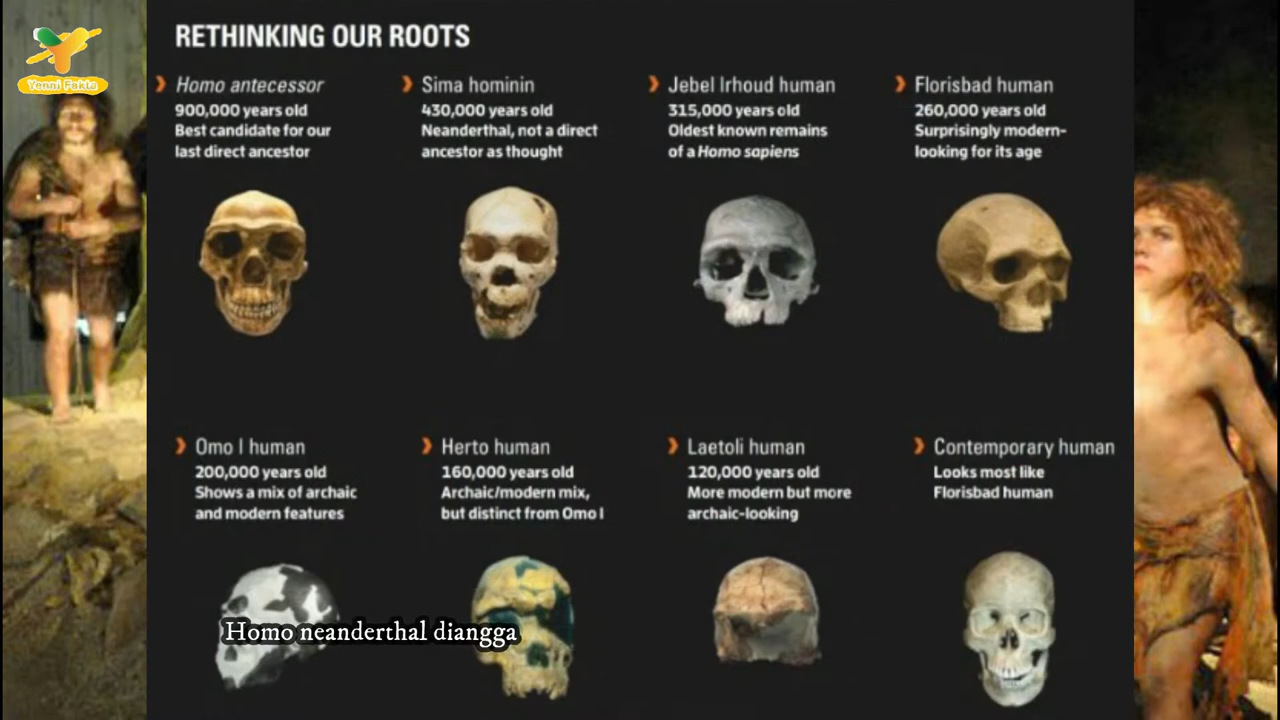 Yenni Fakta
RETHINKING OUR ROOTS
Homo antecessor
900,000 years old
Best candidate for our
last direct ancestor
Sima hominin
430,000 years old
Neanderthal, not a direct
ancestor as thought
Jebel Irhoud human
315,000 years old
Oldest known remains
of a Homo sapiens
Florisbad human
260,000 years old
Surprisingly modern-
looking for its age
Omo I human
200,000 years old
Shows a mix of archaic
and modern features
Herto human
160,000 years old
Archaic/modern mix,
but distinct from Omo I
Laetoli human
120,000 years old
More modern but more
archaic-looking
Contemporary human
Looks most like
Florisbad human
Homo neanderthal diangga